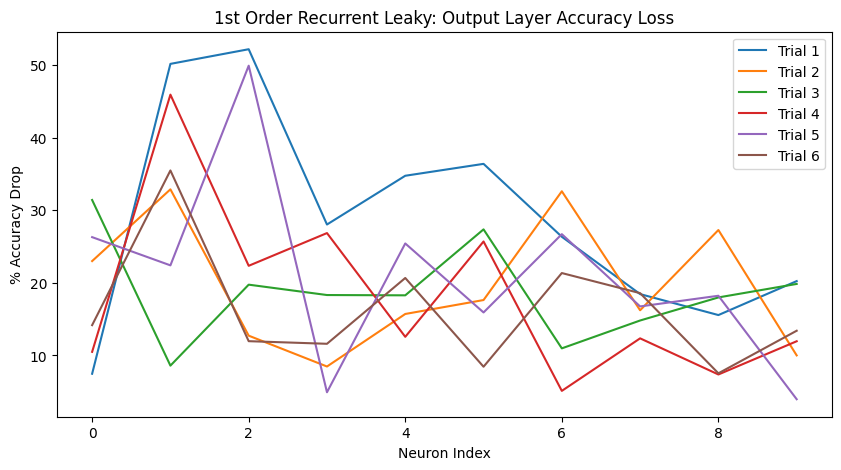 1st Order Recurrent Leaky: Output Layer Accuracy Loss
% Accuracy Drop
50
40
30
20
10
0
2
4
6
8
Neuron Index
Trial 1
Trial 2
Trial 3
Trial 4
Trial 5
Trial 6